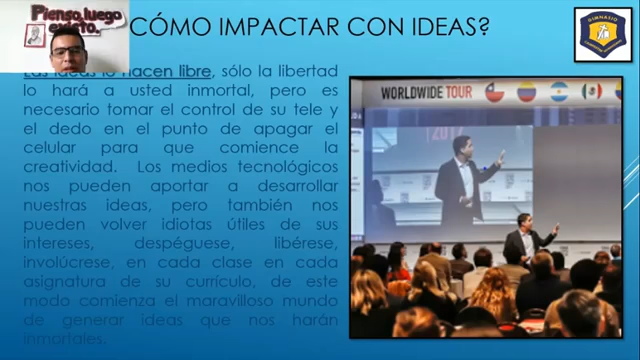 Pienso, luego
existo.
¿CÓMO IMPACTAR CON IDEAS?
GIMNASIO
Las ideas lo hacen libre, sólo la libertad
lo hará a usted inmortal, pero es
necesario tomar el control de su tele y
el dedo en el punto de apagar el
celular para que comience la
creatividad. Los medios tecnológicos
nos pueden aportar a desarrollar
nuestras ideas, pero también nos
pueden volver idiotas útiles de sus
intereses, despéguese, libérese,
involúcrese, en cada clase en cada
asignatura de su currículo, de este
modo comienza el maravilloso mundo
de generar ideas que nos harán
inmortales.
WORLDWIDE TOUR
2017